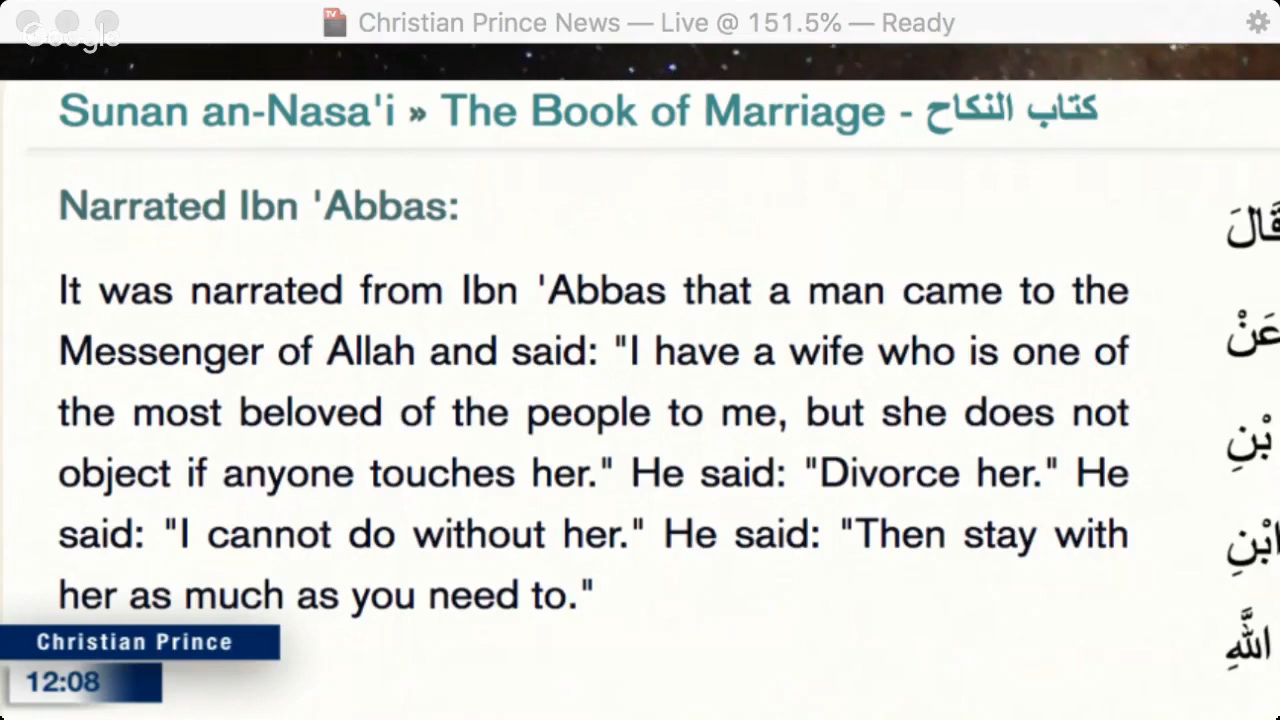 Christian Prince News — Live @ 151.5% — Ready
Google
Sunan an-Nasa'i » The Book of Marriage - كتاب النكاح
Narrated Ibn 'Abbas:
It was narrated from Ibn 'Abbas that a man came to the
Messenger of Allah and said: "I have a wife who is one of
the most beloved of the people to me, but she does not
object if anyone touches her." He said: "Divorce her." He
said: "I cannot do without her." He said: "Then stay with
her as much as you need to."
قَالَ
عَنْ
بْنِ
ابْنِ
اللَّهِ
Christian Prince
12:08